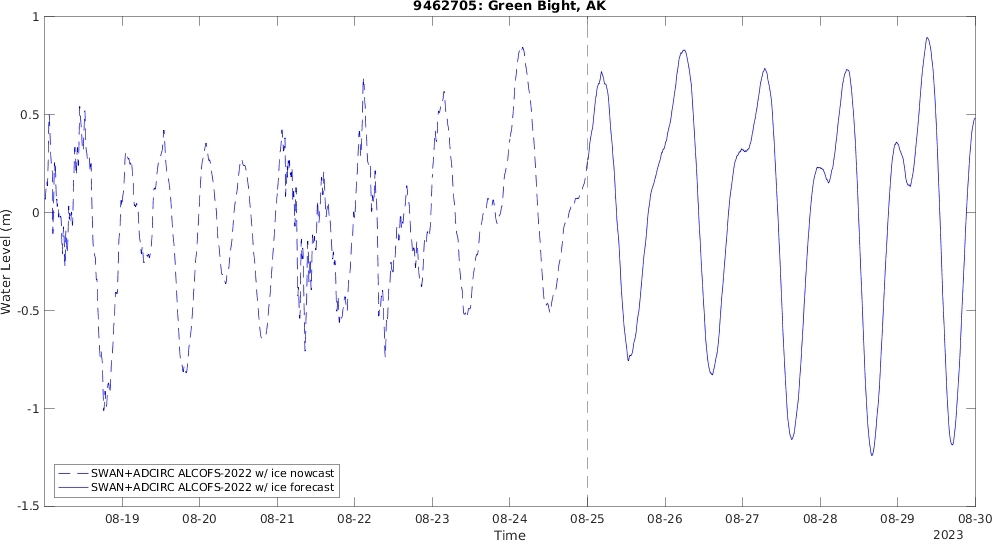 9462705: Green Bight, AK
1
0.5
0
-0.5
-1
-1.5
Water Level (m)
SWAN+ADCIRC ALCOFS-2022 w/ ice nowcast
SWAN+ADCIRC ALCOFS-2022 w/ ice forecast
08-19 08-20 08-21 08-22 08-23 08-24 08-25 08-26 08-27 08-28 08-29 08-30
Time
2023